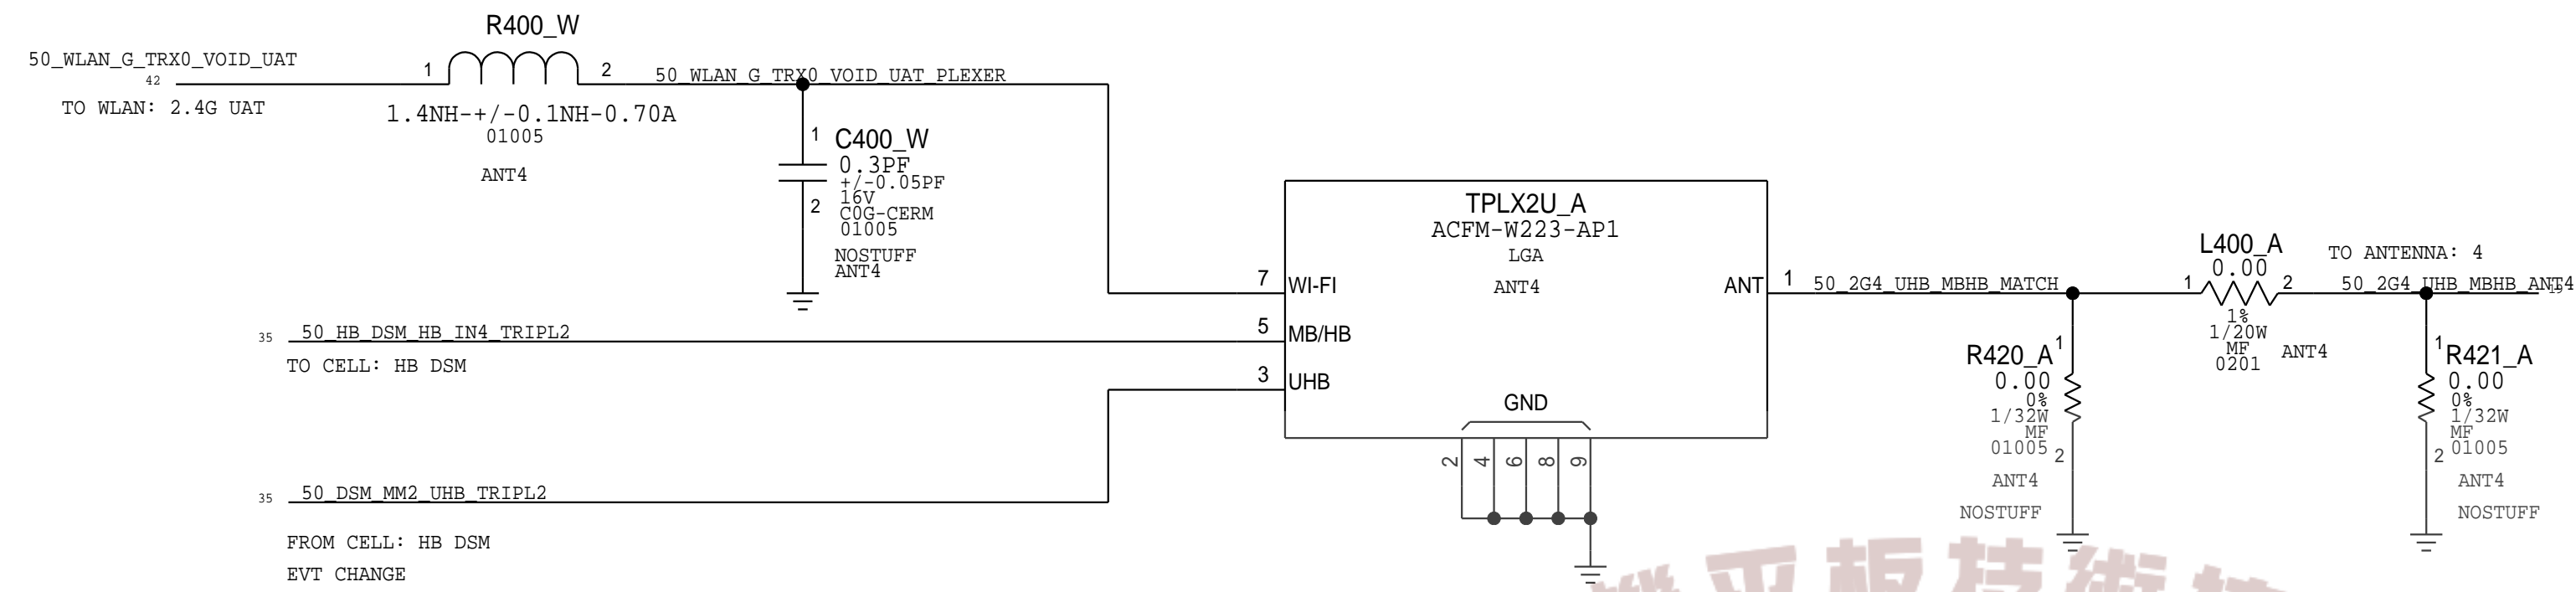 R400_W
50_WLAN_G_TRX0_VOID_UAT
42
TO WLAN: 2.4G UAT
1
2
1.4NH-+/-0.1NH-0.70A
01005
ANT4
50_WLAN_G_TRX0_VOID_UAT_PLEXER
1
2
C400_W
0.3PF
+/-0.05PF
16V
C0G-CERM
01005
NOSTUFF
ANT4
35
50_HB_DSM_HB_IN4_TRIPL2
TO CELL: HB DSM
35
50_DSM_MM2_UHB_TRIPL2
FROM CELL: HB DSM
EVT CHANGE
TPLX2U_A
ACFM-W223-AP1
LGA
ANT4
7
WI-FI
5
MB/HB
3
UHB
ANT
1
GND
2
4
6
8
9
50_2G4_UHB_MBHB_MATCH
L400_A
0.00
1
2
1%
1/20W
MF
0201
ANT4
TO ANTENNA: 4
50_2G4_UHB_MBHB_ANT4
R420_A
1
0.00
0%
1/32W
MF
01005
2
ANT4
NOSTUFF
1
R421_A
0.00
0%
1/32W
MF
01005
2
ANT4
NOSTUFF
平板技術